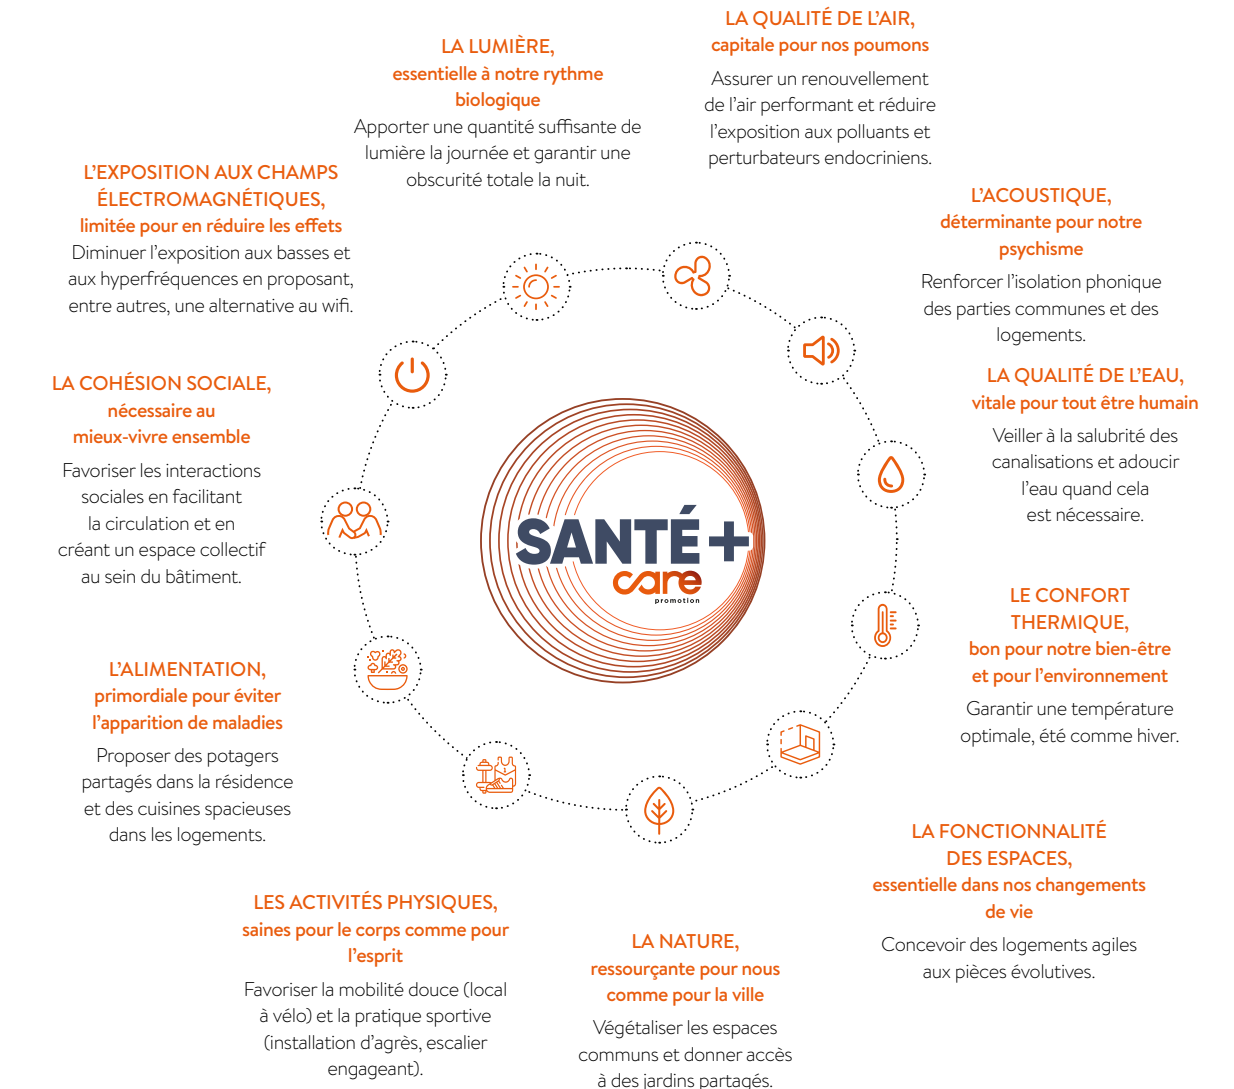 LA QUALITÉ DE L'AIR,
capitale pour nos poumons
Assurer un renouvellement
de l'air performant et réduire
l'exposition aux polluants et
perturbateurs endocriniens.
LA LUMIÈRE,
essentielle à notre rythme
biologique
Apporter une quantité suffisante de
lumière la journée et garantir une
obscurité totale la nuit.
L'EXPOSITION AUX CHAMPS
ÉLECTROMAGNÉTIQUES,
limitée pour en réduire les effets
Diminuer l'exposition aux basses et
aux hyperfréquences en proposant,
entre autres, une alternative au wifi.
L'ACOUSTIQUE,
déterminante pour notre
psychisme
Renforcer l'isolation phonique
des parties communes et des
logements.
LA QUALITÉ DE L'EAU,
vitale pour tout être humain
Veiller à la salubrité des
canalisations et adoucir
l'eau quand cela
est nécessaire.
LA COHÉSION SOCIALE,
nécessaire au
mieux-vivre ensemble
Favoriser les interactions
sociales en facilitant
la circulation et en
créant un espace collectif
au sein du bâtiment.
SANTÉ+
care
promotion
LE CONFORT
THERMIQUE,
bon pour notre bien-être
et pour l'environnement
Garantir une température
optimale, été comme hiver.
L'ALIMENTATION,
primordiale pour éviter
l'apparition de maladies
Proposer des potagers
partagés dans la résidence
et des cuisines spacieuses
dans les logements.
LA FONCTIONNALITÉ
DES ESPACES,
essentielle dans nos changements
de vie
Concevoir des logements agiles
aux pièces évolutives.
LES ACTIVITÉS PHYSIQUES,
saines pour le corps comme pour
l'esprit
Favoriser la mobilité douce (local
à vélo) et la pratique sportive
(installation d'agrès, escalier
engageant).
LA NATURE,
ressourçante pour nous
comme pour la ville
Végétaliser les espaces
communs et donner accès
à des jardins partagés.